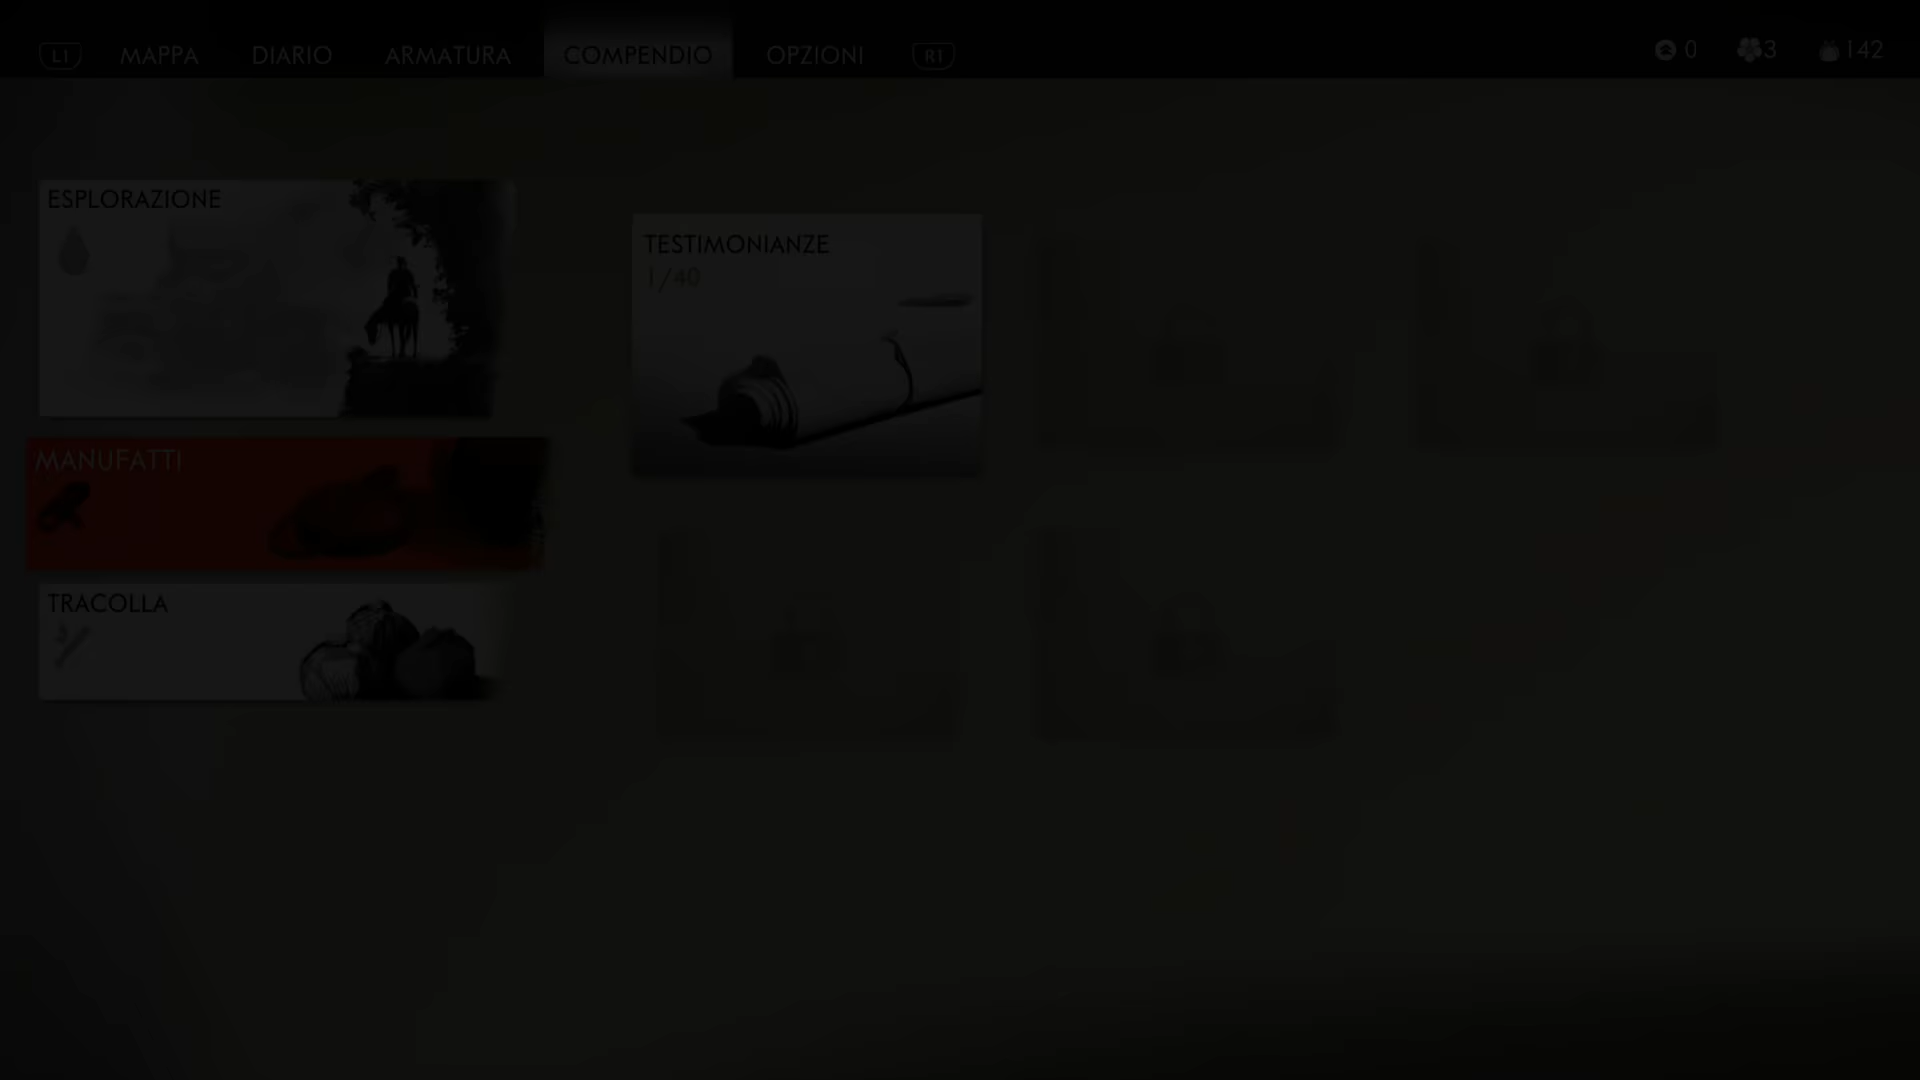 L1 MAPPA DIARIO ARMATURA COMPENDIO OPZIONI R1 0 3 142
ESPLORAZIONE
TESTIMONIANZE
1/40
MANUFATTI
TRACOLLA